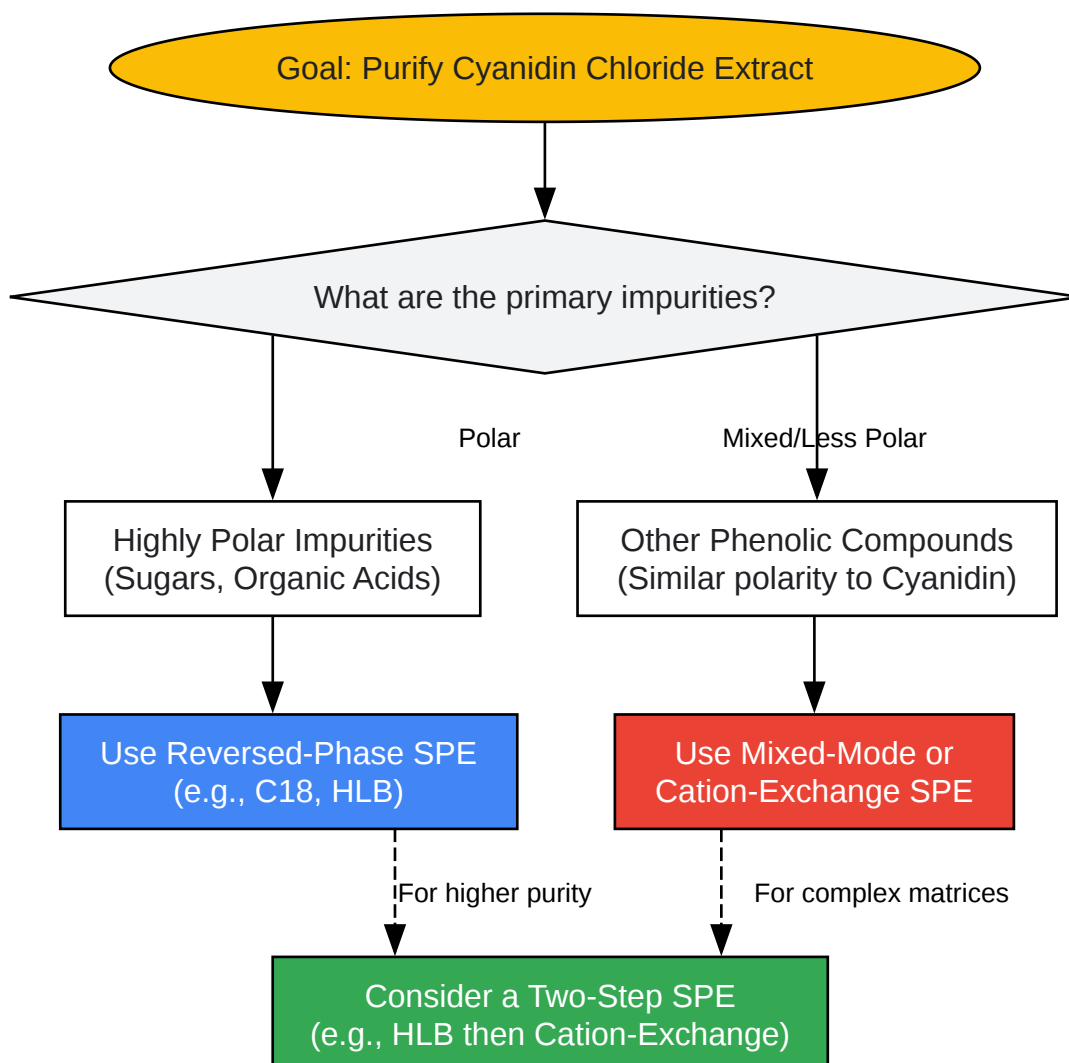 Goal: Purify Cyanidin Chloride Extract
What are the primary impurities?
Polar
Mixed/Less Polar
Highly Polar Impurities
(Sugars, Organic Acids)
Other Phenolic Compounds
(Similar polarity to Cyanidin)
Use Reversed-Phase SPE
(e.g., C18, HLB)
Use Mixed-Mode or
Cation-Exchange SPE
For higher purity
For complex matrices
Consider a Two-Step SPE
(e.g., HLB then Cation-Exchange)